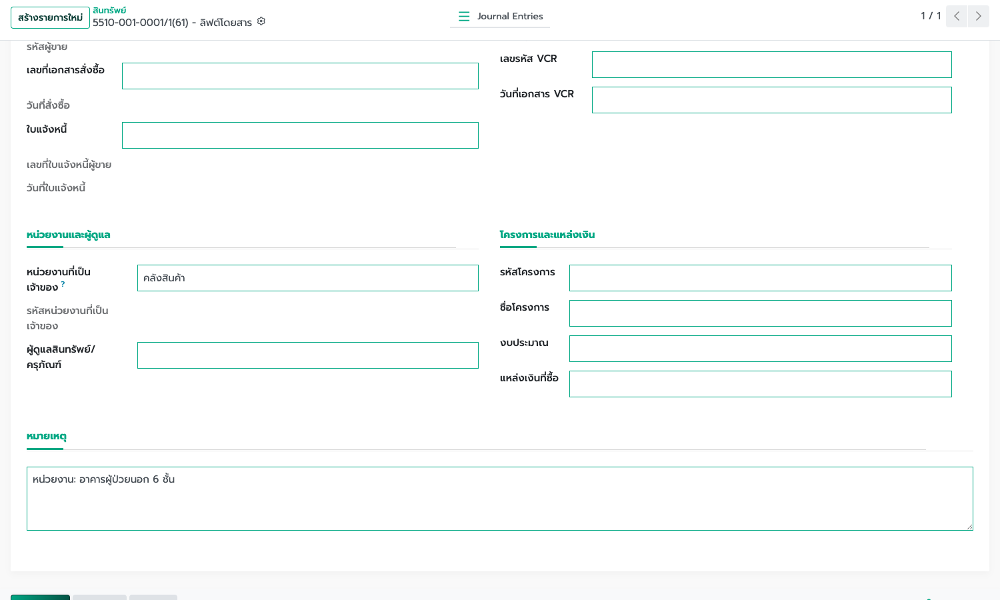 สร้างรายการใหม่
สินทรัพย์
5510-001-0001/1(61) - ลิฟต์โดยสาร
Journal Entries
1 / 1
รหัสผู้ขาย
เลขที่เอกสารสั่งซื้อ
วันที่สั่งซื้อ
ใบแจ้งหนี้
เลขที่ใบแจ้งหนี้ผู้ขาย
วันที่ใบแจ้งหนี้
เลขรหัส VCR
วันที่เอกสาร VCR
หน่วยงานและผู้ดูแล
หน่วยงานที่เป็น
เจ้าของ ?
คลังสินค้า
รหัสหน่วยงานที่เป็น
เจ้าของ
ผู้ดูแลสินทรัพย์/
ครุภัณฑ์
โครงการและแหล่งเงิน
รหัสโครงการ
ชื่อโครงการ
งบประมาณ
แหล่งเงินที่ซื้อ
หมายเหตุ
หน่วยงาน: อาคารผู้ป่วยนอก 6 ชั้น